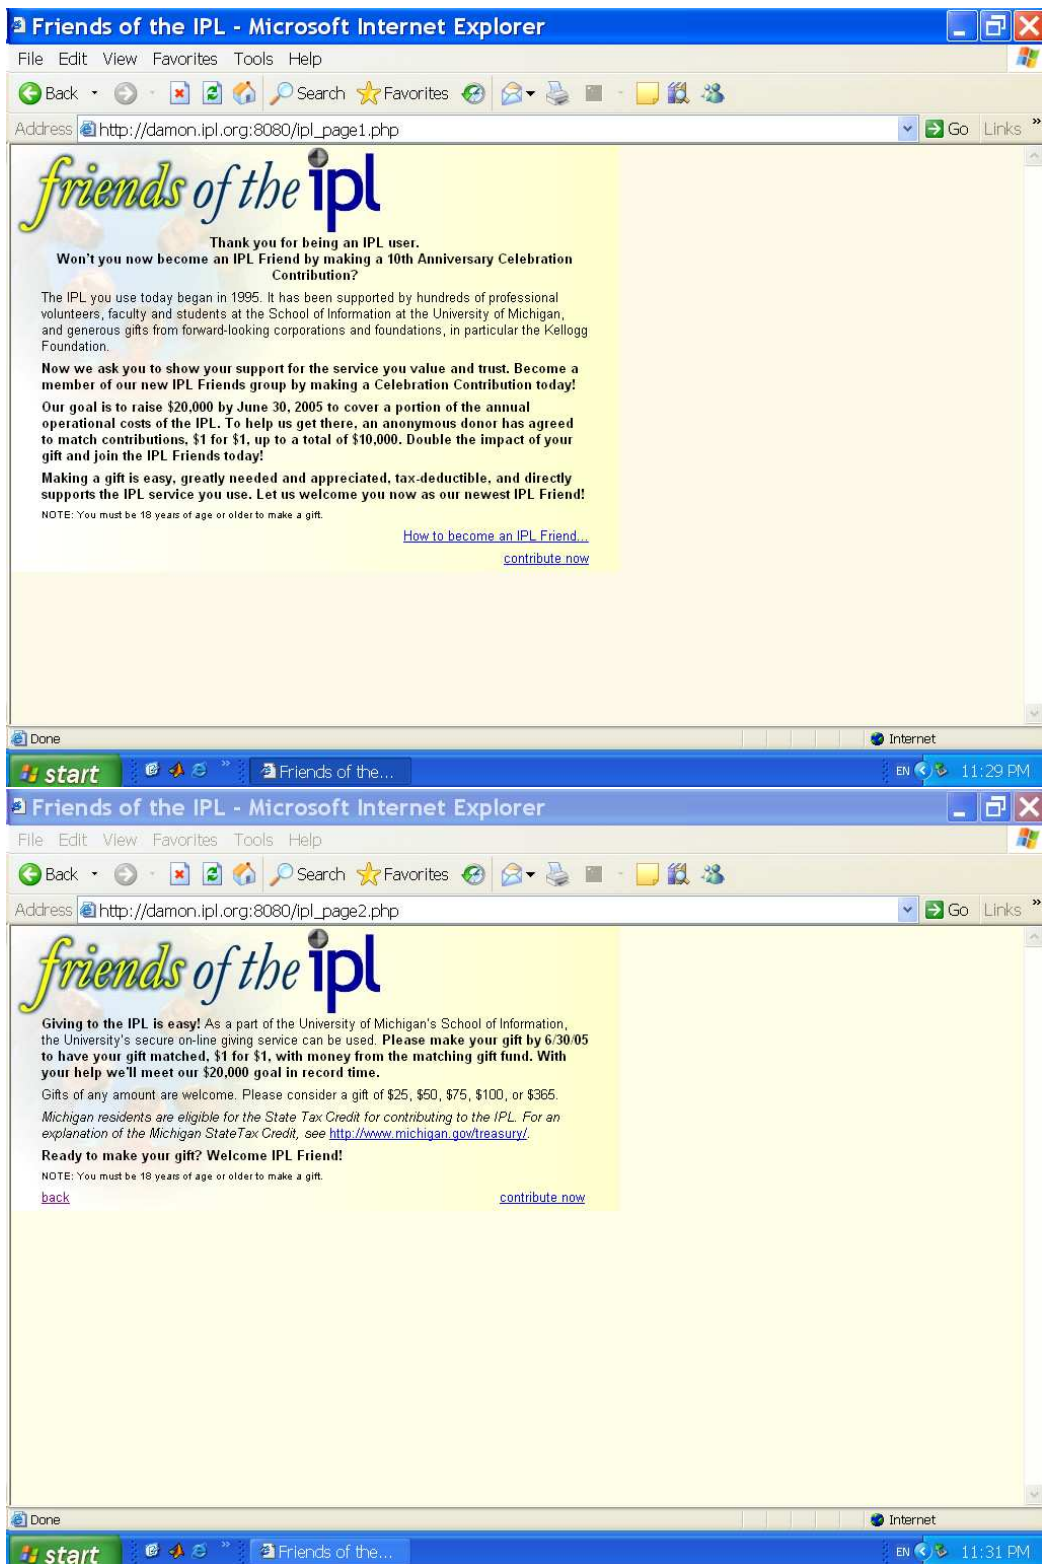 Friends of the IPL - Microsoft Internet Explorer
File Edit View Favorites Tools Help
Back Search Favorites
Address http://damon.ipl.org:8080/ipl_page1.php Go Links »
friends of the ipl
Thank you for being an IPL user.
Won't you now become an IPL Friend by making a 10th Anniversary Celebration
Contribution?
The IPL you use today began in 1995. It has been supported by hundreds of professional
volunteers, faculty and students at the School of Information at the University of Michigan,
and generous gifts from forward-looking corporations and foundations, in particular the Kellogg
Foundation.
Now we ask you to show your support for the service you value and trust. Become a
member of our new IPL Friends group by making a Celebration Contribution today!
Our goal is to raise $20,000 by June 30, 2005 to cover a portion of the annual
operational costs of the IPL. To help us get there, an anonymous donor has agreed
to match contributions, $1 for $1, up to a total of $10,000. Double the impact of your
gift and join the IPL Friends today!
Making a gift is easy, greatly needed and appreciated, tax-deductible, and directly
supports the IPL service you use. Let us welcome you now as our newest IPL Friend!
NOTE: You must be 18 years of age or older to make a gift.
How to become an IPL Friend...
contribute now
Done Internet
start » Friends of the... EN 11:29 PM
Friends of the IPL - Microsoft Internet Explorer
File Edit View Favorites Tools Help
Back Search Favorites
Address http://damon.ipl.org:8080/ipl_page2.php Go Links »
friends of the ipl
Giving to the IPL is easy! As a part of the University of Michigan's School of Information,
the University's secure on-line giving service can be used. Please make your gift by 6/30/05
to have your gift matched, $1 for $1, with money from the matching gift fund. With
your help we'll meet our $20,000 goal in record time.
Gifts of any amount are welcome. Please consider a gift of $25, $50, $75, $100, or $365.
Michigan residents are eligible for the State Tax Credit for contributing to the IPL. For an
explanation of the Michigan StateTax Credit, see http://www.michigan.gov/treasury/.
Ready to make your gift? Welcome IPL Friend!
NOTE: You must be 18 years of age or older to make a gift.
back contribute now
Done Internet
start » Friends of the... EN 11:31 PM